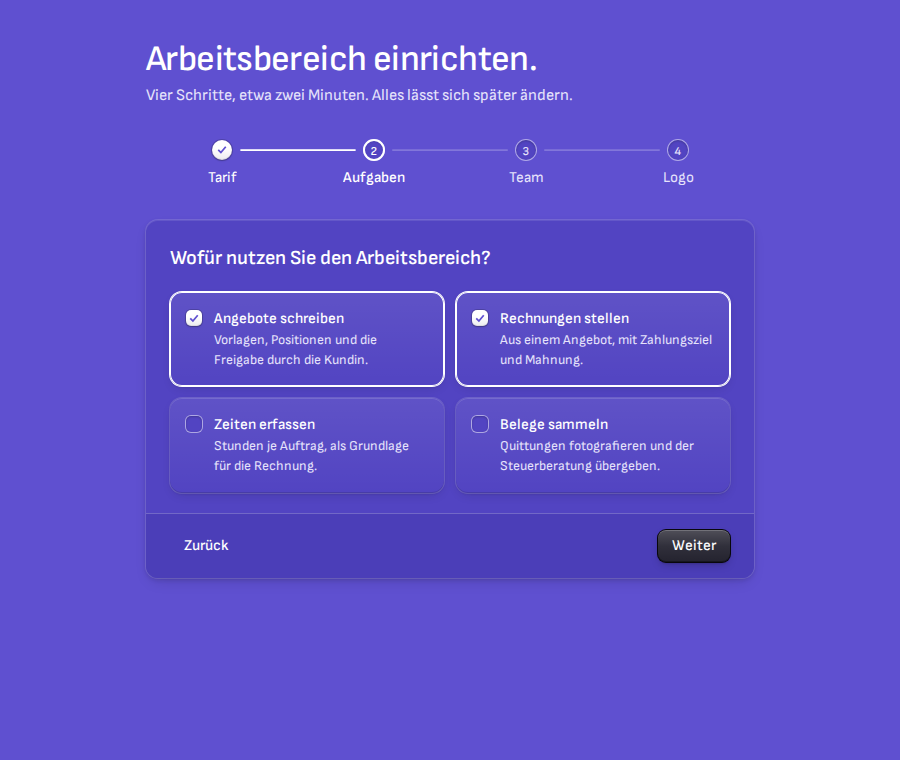 Arbeitsbereich einrichten.
Vier Schritte, etwa zwei Minuten. Alles lässt sich später ändern.
2
3
4
Tarif
Aufgaben
Team
Logo
Wofür nutzen Sie den Arbeitsbereich?
Angebote schreiben
Vorlagen, Positionen und die
Freigabe durch die Kundin.
Rechnungen stellen
Aus einem Angebot, mit Zahlungsziel
und Mahnung.
Zeiten erfassen
Stunden je Auftrag, als Grundlage
für die Rechnung.
Belege sammeln
Quittungen fotografieren und der
Steuerberatung übergeben.
Zurück
Weiter